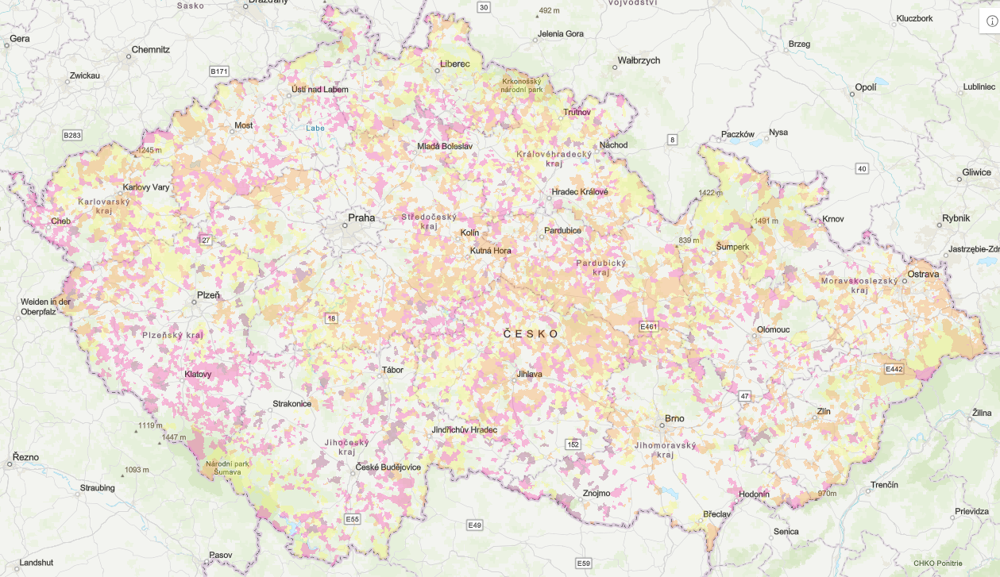 Sasko
Drážďany
30
492 m
Vojvodství
Kluczbork
Gera
Jelenia Gora
Brzeg
Chemnitz
Wałbrzych
Zwickau
B171
Liberec
Opolí
Lubliniec
Krkonošský
národní park
Ústí nad Labem
Trutnov
Most
Labe
B283
Paczków
Nysa
8
1245 m
Mladá Boleslav
Náchod
Královéhradecký
kraj
40
Gliwice
Karlovy Vary
Karlovarský
kraj
Hradec Králové
1422 m
Cheb
Praha
Středočeský
kraj
1491 m
Krnov
Rybnik
27
Kolín
Pardubice
839 m
Kutná Hora
Šumperk
Jastrzębie-Zdr
Pardubický
kraj
Ostrava
Moravskoslezský
kraj
Plzeň
Weiden in der
Oberpfalz
18
E461
Olomouc
Plzeňský kraj
ČESKO
Klatovy
Tábor
Jihlava
E442
47
Strakonice
Zlín
Žilina
Brno
1119 m
1447 m
Jindřichův Hradec
Jihočeský
kraj
152
Jihomoravský
kraj
Řezno
Národní park
Šumava
České Budějovice
1093 m
Straubing
Trenčín
Znojmo
Hodonín
970m
E55
Břeclav
Prievidza
E49
Senica
Pasov
Landshut
E59
CHKO Ponitrie